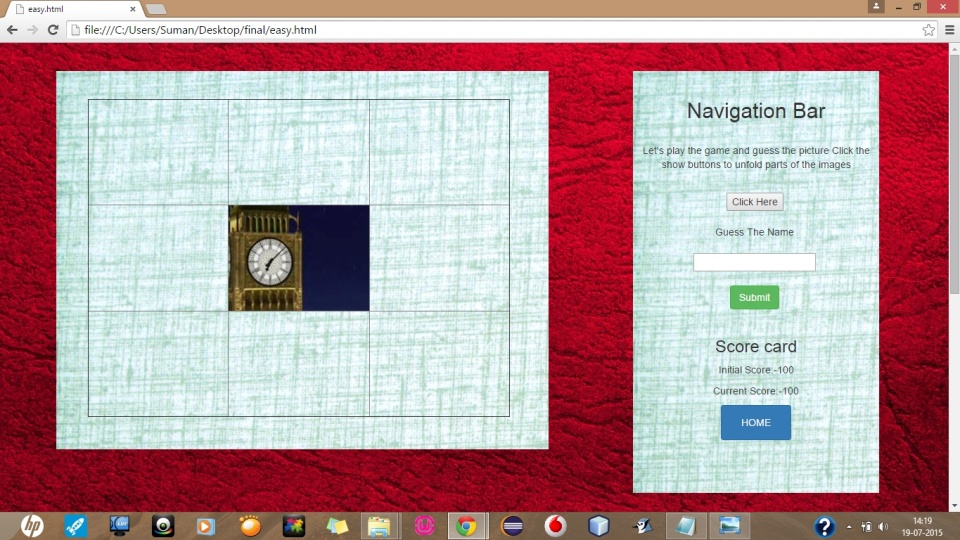 easy.html
file:///C:/Users/Suman/Desktop/final/easy.html
Navigation Bar
Let's play the game and guess the picture Click the
show buttons to unfold parts of the images
Click Here
Guess The Name
Submit
Score card
Initial Score:-100
Current Score:-100
HOME
hp
14:19
19-07-2015